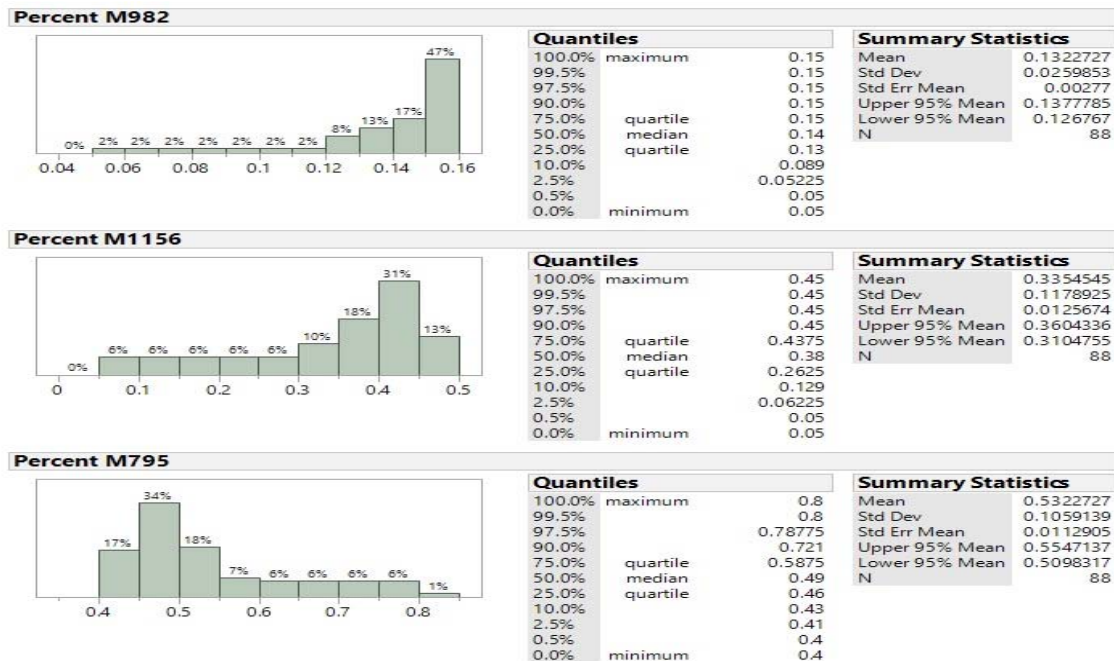 Percent M982
0% 2% 2% 2% 2% 2% 2% 2% 8% 13% 17% 47%
0.04 0.06 0.08 0.1 0.12 0.14 0.16
Quantiles
100.0% maximum 0.15
99.5% 0.15
97.5% 0.15
90.0% 0.15
75.0% quartile 0.15
50.0% median 0.14
25.0% quartile 0.13
10.0% 0.089
2.5% 0.05225
0.5% 0.05
0.0% minimum 0.05
Summary Statistics
Mean 0.1322727
Std Dev 0.0259853
Std Err Mean 0.00277
Upper 95% Mean 0.1377785
Lower 95% Mean 0.126767
N 88
Percent M1156
0% 6% 6% 6% 6% 6% 10% 18% 31% 13%
0 0.1 0.2 0.3 0.4 0.5
Quantiles
100.0% maximum 0.45
99.5% 0.45
97.5% 0.45
90.0% 0.45
75.0% quartile 0.4375
50.0% median 0.38
25.0% quartile 0.2625
10.0% 0.129
2.5% 0.06225
0.5% 0.05
0.0% minimum 0.05
Summary Statistics
Mean 0.3354545
Std Dev 0.1178925
Std Err Mean 0.0125674
Upper 95% Mean 0.3604336
Lower 95% Mean 0.3104755
N 88
Percent M795
17% 34% 18% 7% 6% 6% 6% 6% 1%
0.4 0.5 0.6 0.7 0.8
Quantiles
100.0% maximum 0.8
99.5% 0.8
97.5% 0.78775
90.0% 0.721
75.0% quartile 0.5875
50.0% median 0.49
25.0% quartile 0.46
10.0% 0.43
2.5% 0.41
0.5% 0.4
0.0% minimum 0.4
Summary Statistics
Mean 0.5322727
Std Dev 0.1059139
Std Err Mean 0.0112905
Upper 95% Mean 0.5547137
Lower 95% Mean 0.5098317
N 88